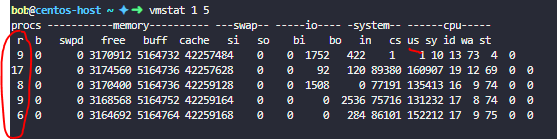 bob@centos-host ~ ✦ ➜ vmstat 1 5
procs -----------memory---------- ---swap-- -----io---- -system-- ------cpu-----
r b swpd free buff cache si so bi bo in cs us sy id wa st
9 0 0 3170912 5164732 42257484 0 0 1752 422 1 1 10 13 73 4 0
17 0 0 3174560 5164736 42257628 0 0 92 120 89380 160907 19 12 69 0 0
8 0 0 3170400 5164736 42259128 0 0 1508 0 77191 135413 16 9 74 0 0
9 0 0 3168568 5164752 42259164 0 0 0 2536 75716 131232 17 8 74 0 0
6 0 0 3164692 5164764 42259168 0 0 0 284 86101 152212 17 9 75 0 0